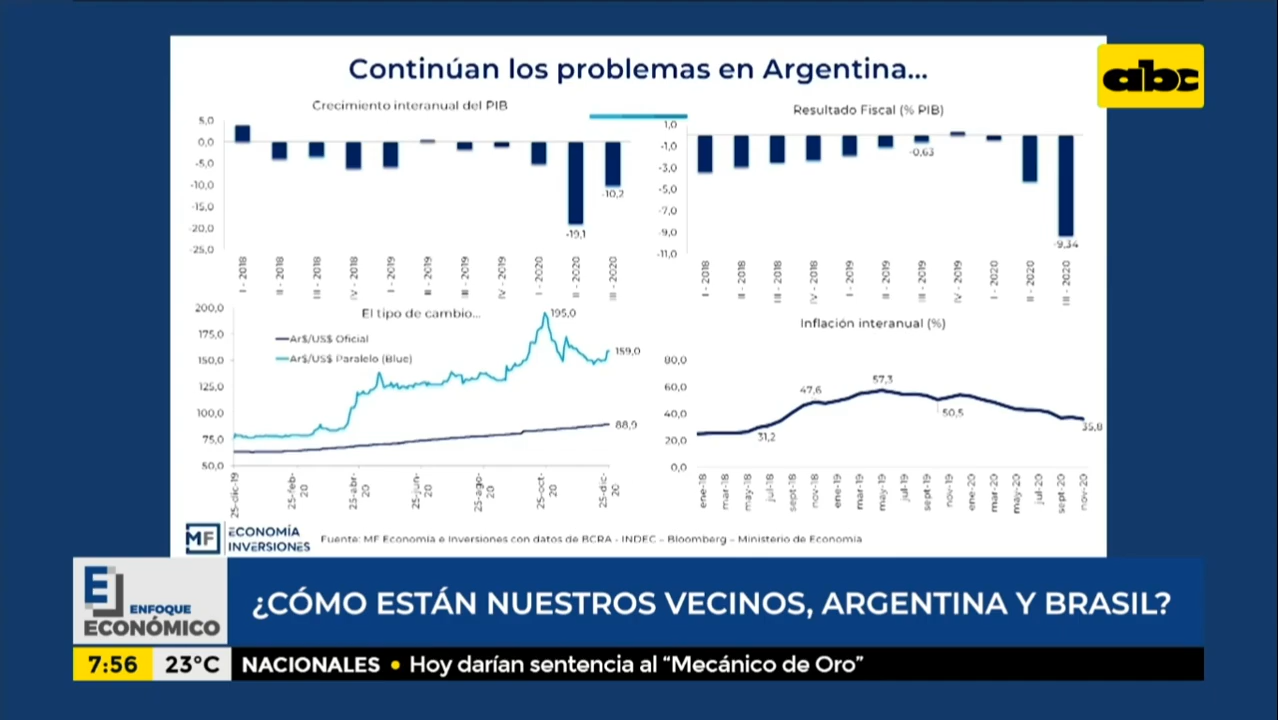 Continúan los problemas en Argentina...
abc
Crecimiento interanual del PIB
5,0
0,0
-5,0
-10,0
-15,0
-20,0
-25,0
-19,1
-10,2
I - 2018
II - 2018
III - 2018
IV - 2018
I - 2019
II - 2019
III - 2019
IV - 2019
I - 2020
II - 2020
III - 2020
Resultado Fiscal (% PIB)
1,0
-1,0
-3,0
-5,0
-7,0
-9,0
-11,0
-0,63
-9,34
I - 2018
II - 2018
III - 2018
IV - 2018
I - 2019
II - 2019
III - 2019
IV - 2019
I - 2020
II - 2020
III - 2020
El tipo de cambio...
Ar$/US$ Oficial
Ar$/US$ Paralelo (Blue)
200,0
175,0
150,0
125,0
100,0
75,0
50,0
195,0
159,0
88,9
25-dic-19
25-feb-20
25-abr-20
25-jun-20
25-ago-20
25-oct-20
25-dic-20
Inflación interanual (%)
80,0
60,0
40,0
20,0
0,0
31,2
47,6
57,3
50,5
35,8
ene-18
mar-18
may-18
jul-18
sept-18
nov-18
ene-19
mar-19
may-19
jul-19
sept-19
nov-19
ene-20
mar-20
may-20
jul-20
sept-20
nov-20
MF ECONOMÍA
INVERSIONES
Fuente: MF Economía e Inversiones con datos de BCRA - INDEC – Bloomberg – Ministerio de Economía
E ENFOQUE
ECONÓMICO
¿CÓMO ESTÁN NUESTROS VECINOS, ARGENTINA Y BRASIL?
7:56 23°C NACIONALES • Hoy darían sentencia al “Mecánico de Oro”